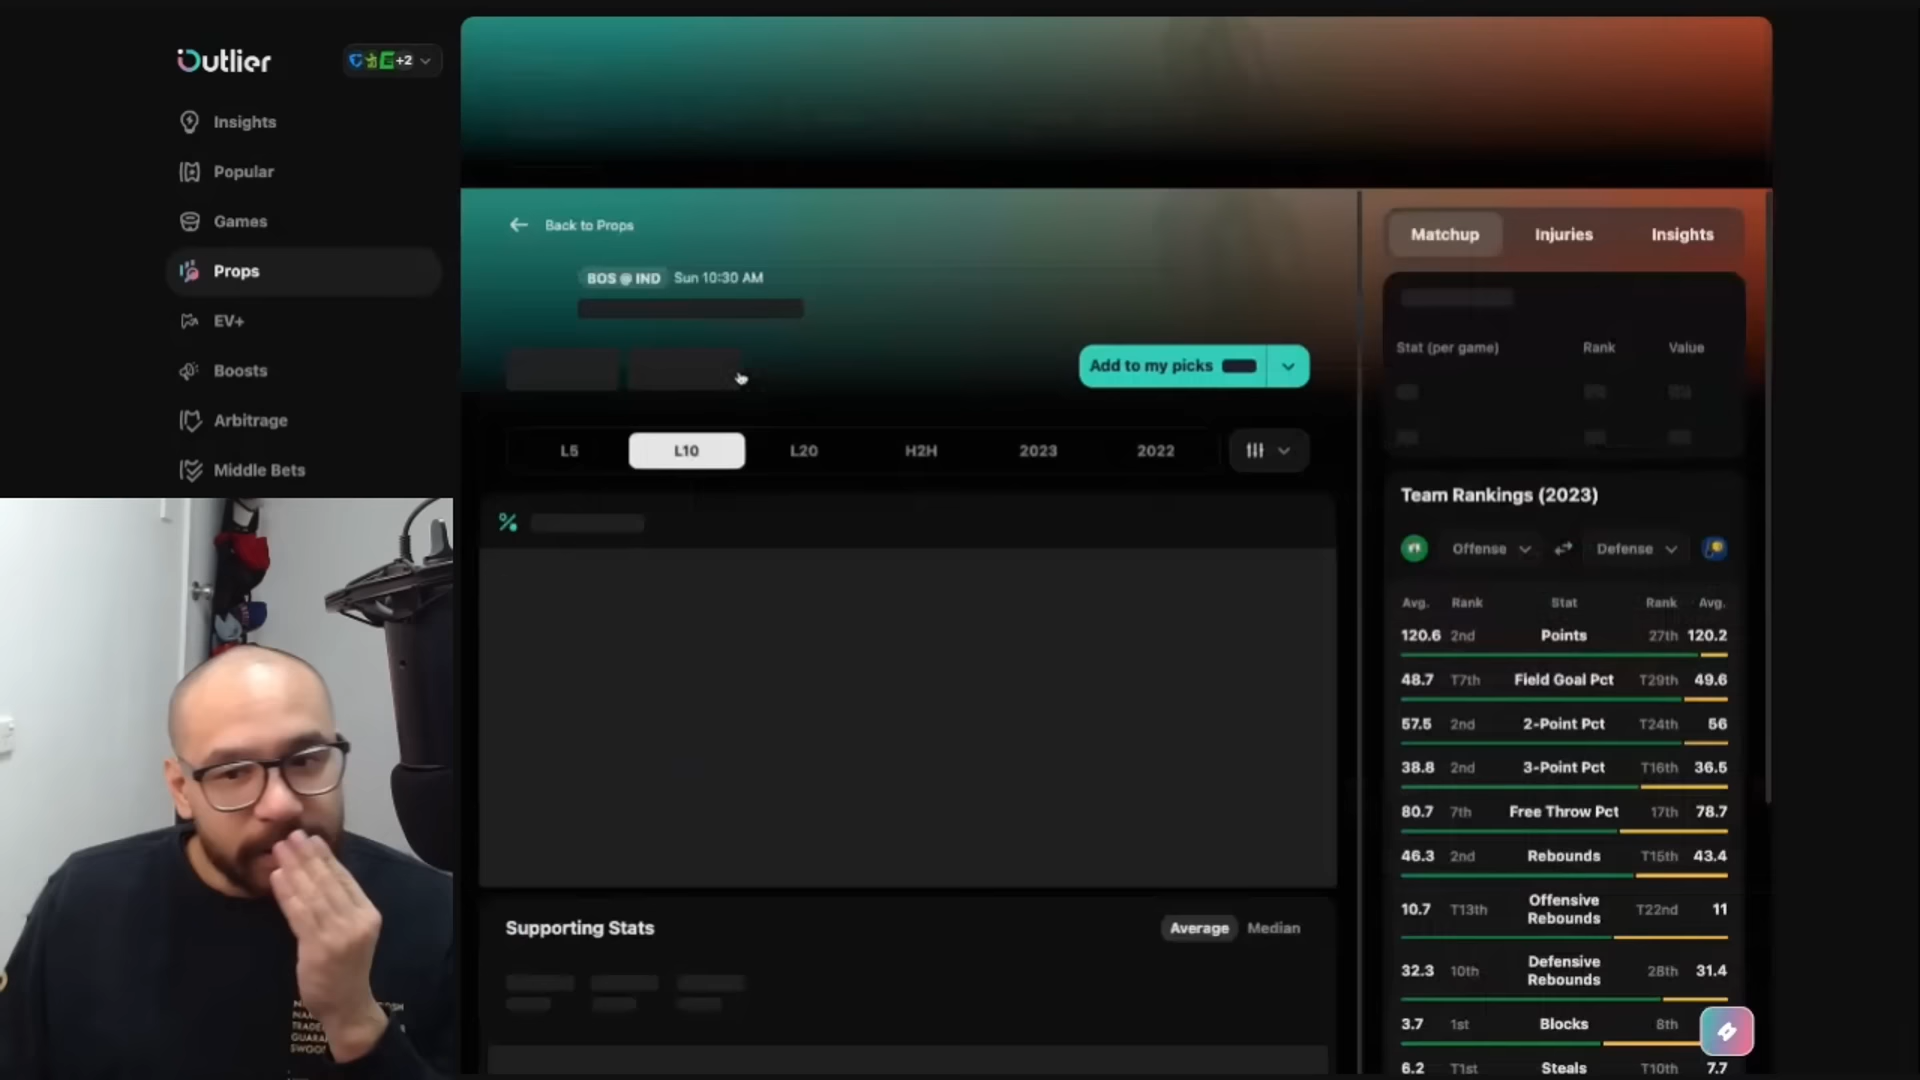 Outlier
+2
Insights
Popular
Games
Props
EV+
Boosts
Arbitrage
Middle Bets
Back to Props
BOS @ IND Sun 10:30 AM
Add to my picks
L5 L10 L20 H2H 2023 2022
%
Supporting Stats
Average Median
Matchup Injuries Insights
Stat (per game) Rank Value
Team Rankings (2023)
Offense Defense
Avg. Rank Stat Rank Avg.
120.6 2nd Points 27th 120.2
48.7 T7th Field Goal Pct T29th 49.6
57.5 2nd 2-Point Pct T24th 56
38.8 2nd 3-Point Pct T16th 36.5
80.7 7th Free Throw Pct 17th 78.7
46.3 2nd Rebounds T15th 43.4
10.7 T13th Offensive Rebounds T22nd 11
32.3 10th Defensive Rebounds 28th 31.4
3.7 1st Blocks 8th
6.2 T1st Steals T10th 7.7
TRADE
GUARA
SWOO